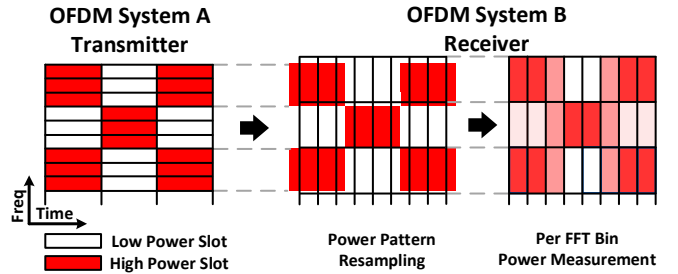 OFDM System A
Transmitter
OFDM System B
Receiver
Freq
Time
Low Power Slot
High Power Slot
Power Pattern
Resampling
Per FFT Bin
Power Measurement